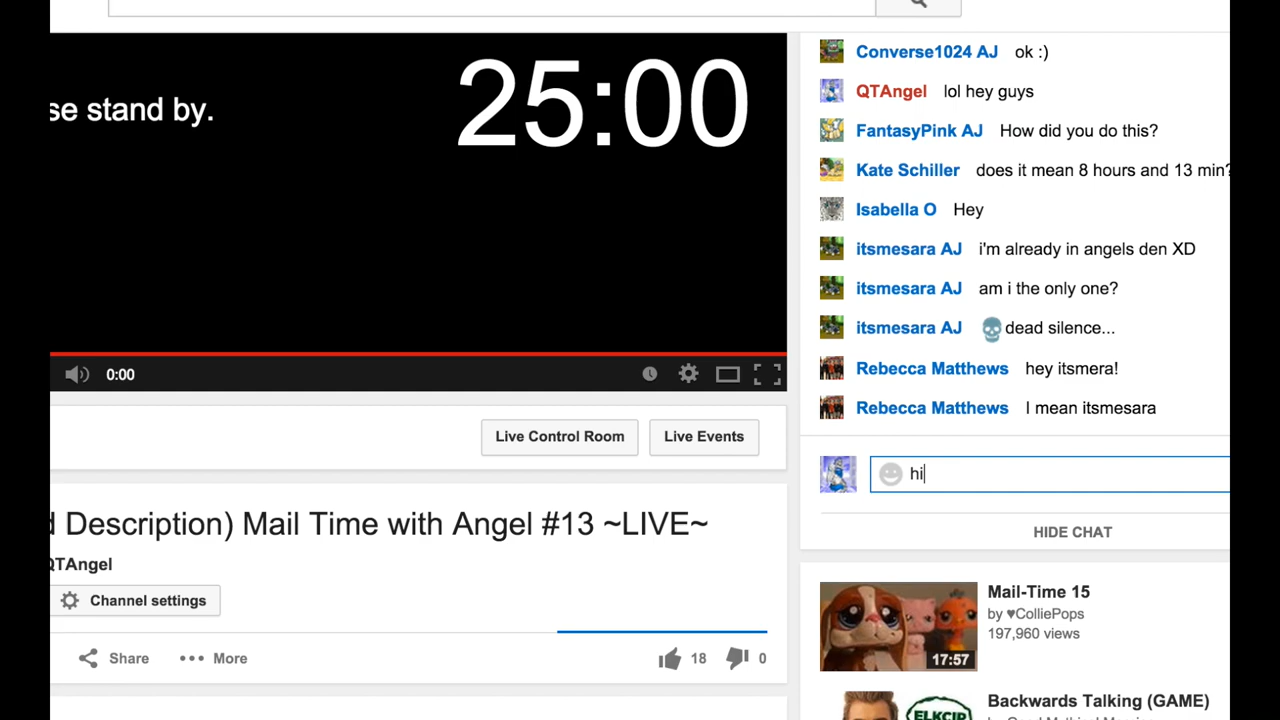 se stand by.
25:00
0:00
Live Control Room
Live Events
Description) Mail Time with Angel #13 ~LIVE~
QTAngel
Channel settings
Share
More
18
0
Converse1024 AJ ok :)
QTAngel lol hey guys
FantasyPink AJ How did you do this?
Kate Schiller does it mean 8 hours and 13 min?
Isabella O Hey
itsmesara AJ i'm already in angels den XD
itsmesara AJ am i the only one?
itsmesara AJ dead silence...
Rebecca Matthews hey itsmera!
Rebecca Matthews I mean itsmesara
hi
HIDE CHAT
17:57
Mail-Time 15
by ♥ColliePops
197,960 views
ELKCIR
Backwards Talking (GAME)